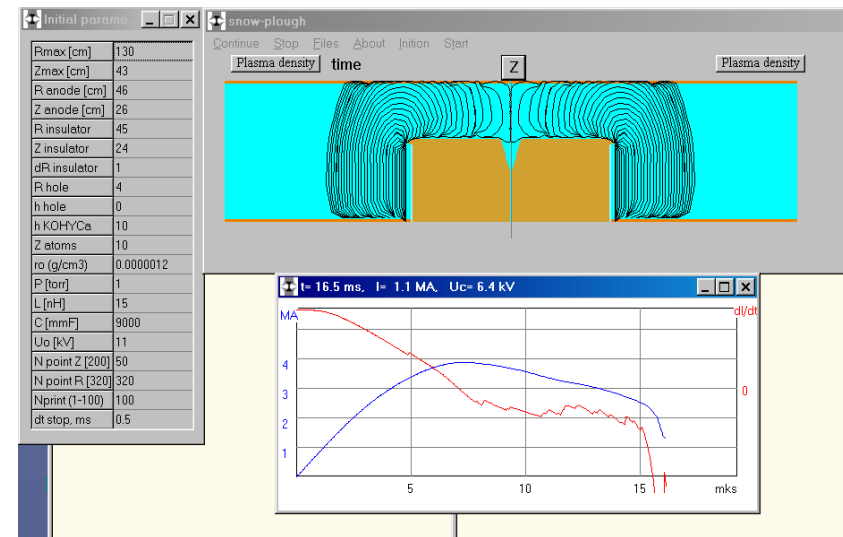 Initial parame
Rmax [cm] 130
Zmax [cm] 43
R anode [cm] 46
Z anode [cm] 26
R insulator 45
Z insulator 24
dR insulator 1
R hole 4
h hole 0
h KOHYCa 10
Z atoms 10
ro (g/cm3) 0.0000012
P [torr] 1
L [nH] 15
C [mmF] 9000
Uo [kV] 11
N point Z [200] 50
N point R [320] 320
Nprint (1-100) 100
dt stop, ms 0.5
snow-plough
Continue Stop Files About Inition Start
Plasma density time Z Plasma density
t= 16.5 ms, I= 1.1 MA, Uc= 6.4 kV
MA dI/dt
4
3 0
2
1
5 10 15 mks